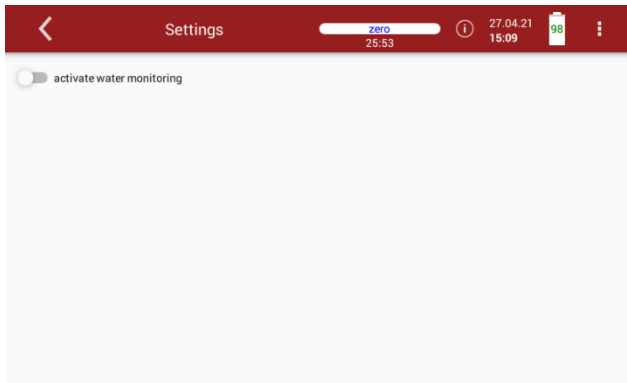 Settings
zero
25:53
27.04.21
15:09
98
activate water monitoring